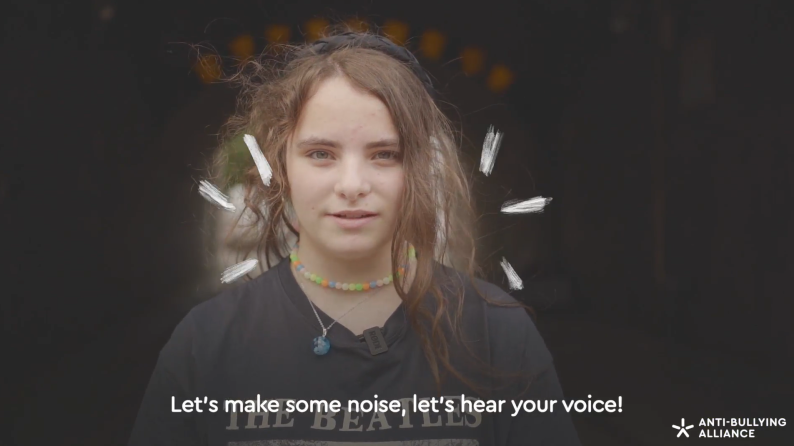 Let's make some noise, let's hear your voice!
THE BEATLES
ANTI-BULLYING
ALLIANCE